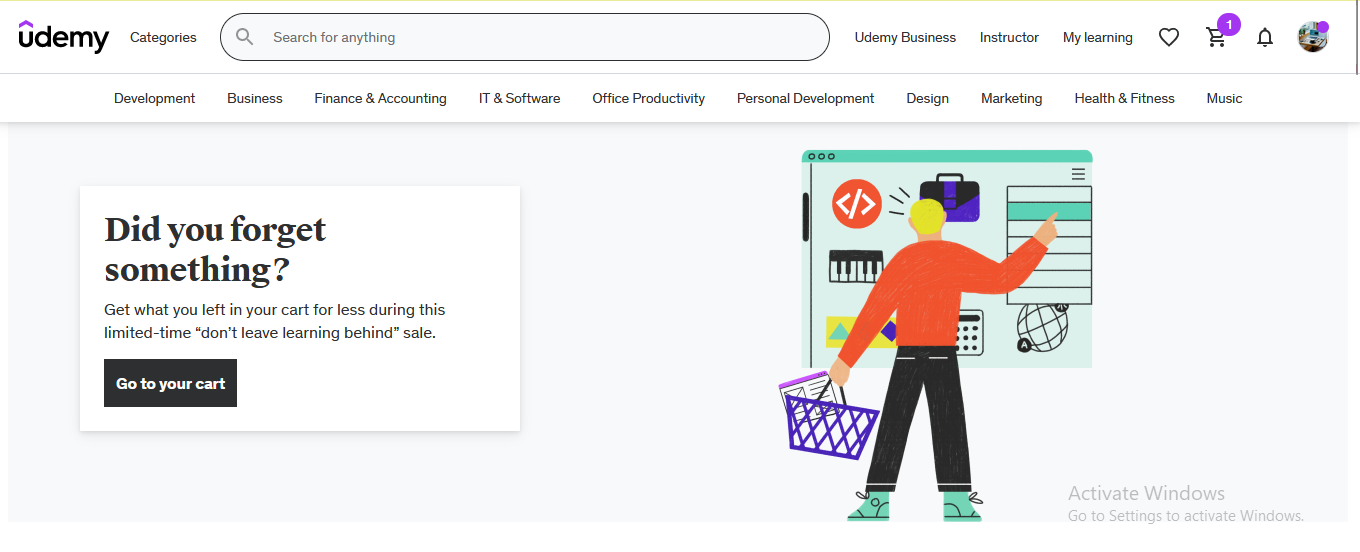 udemy
Categories
Search for anything
Udemy Business
Instructor
My learning
1
Development
Business
Finance & Accounting
IT & Software
Office Productivity
Personal Development
Design
Marketing
Health & Fitness
Music
Did you forget
something?
Get what you left in your cart for less during this
limited-time “don’t leave learning behind” sale.
Go to your cart
</>
A
A
Activate Windows
Go to Settings to activate Windows.